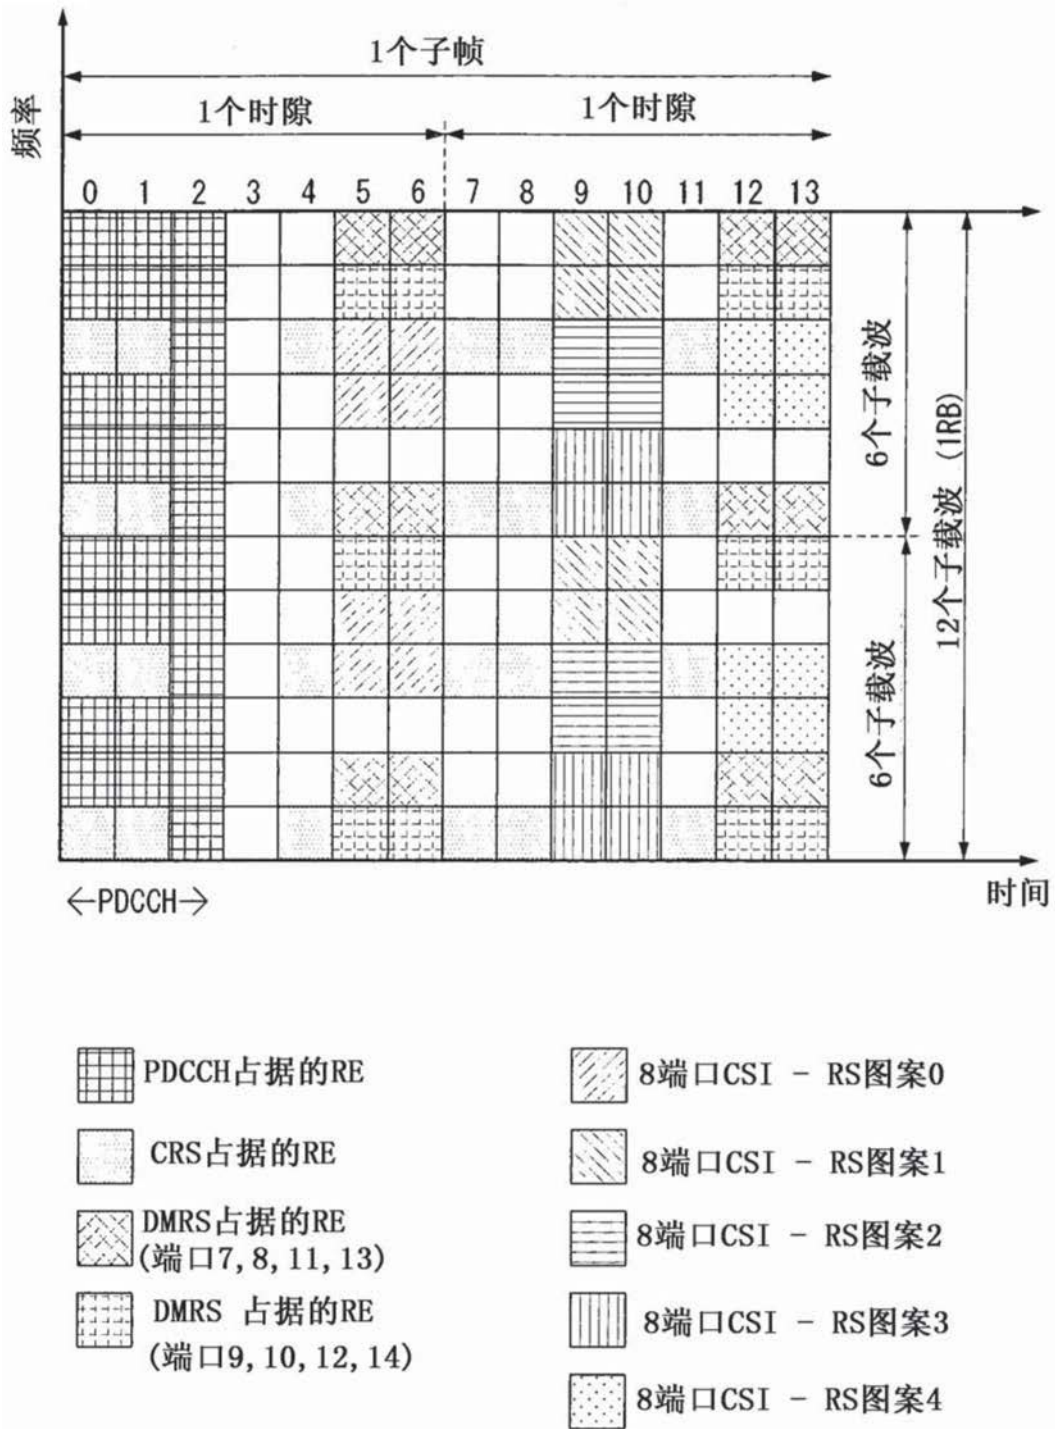 1个子帧
1个时隙 1个时隙
频率
0 1 2 3 4 5 6 7 8 9 10 11 12 13
6个子载波
12个子载波 (1RB)
6个子载波
时间
←PDCCH→
PDCCH占据的RE
CRS占据的RE
DMRS占据的RE
(端口7,8,11,13)
DMRS 占据的RE
(端口9,10,12,14)
8端口CSI - RS图案0
8端口CSI - RS图案1
8端口CSI - RS图案2
8端口CSI - RS图案3
8端口CSI - RS图案4